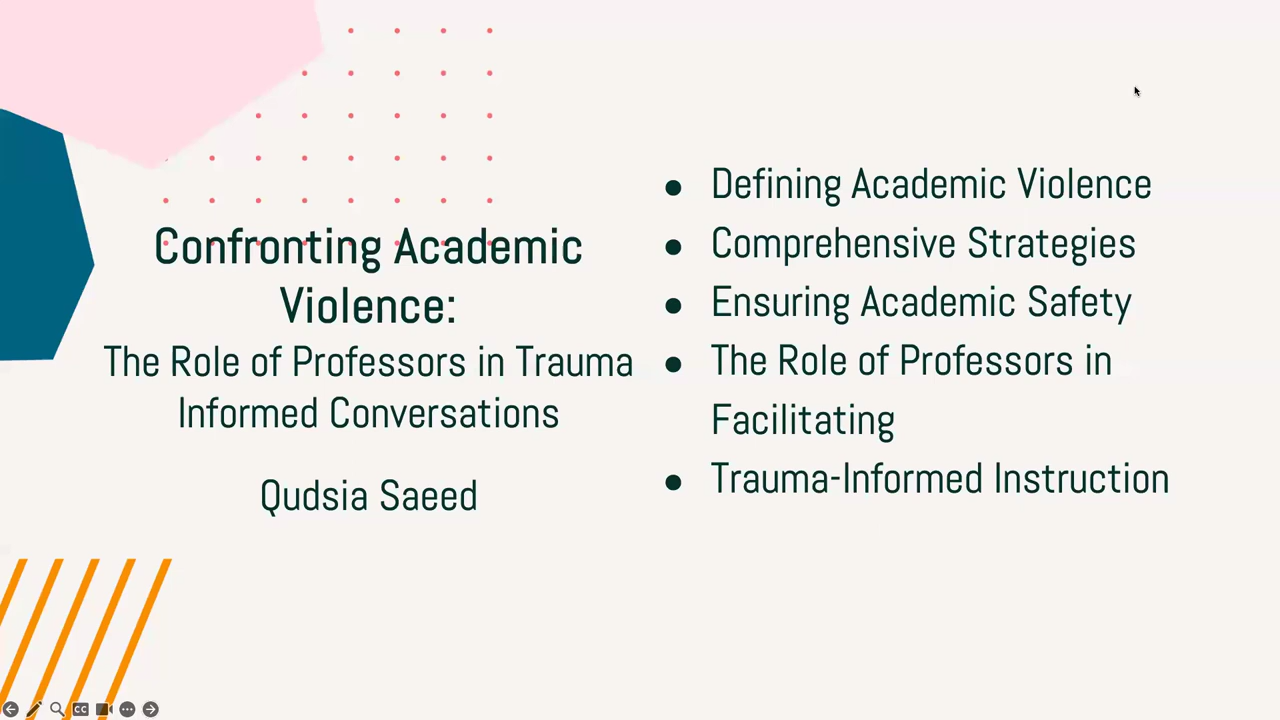 Confronting Academic
Violence:
The Role of Professors in Trauma
Informed Conversations
Qudsia Saeed
● Defining Academic Violence
● Comprehensive Strategies
● Ensuring Academic Safety
● The Role of Professors in
Facilitating
● Trauma-Informed Instruction
CC